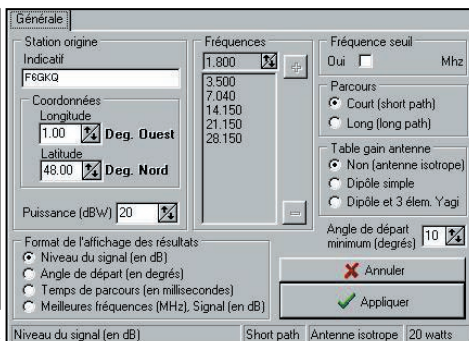 Générale
Station origine
Indicatif
F6GKQ
Coordonnées
Longitude
1.00 Deg. Ouest
Latitude
48.00 Deg. Nord
Puissance (dBW) 20
Fréquences
1.800
3.500
7.040
14.150
21.150
28.150
Fréquence seuil
Oui Mhz
Parcours
Court (short path)
Long (long path)
Table gain antenne
Non (antenne isotrope)
Dipôle simple
Dipôle et 3 élem. Yagi
Angle de départ
minimum (degrés) 10
Format de l'affichage des résultats
Niveau du signal (en dB)
Angle de départ (en degrés)
Temps de parcours (en millisecondes)
Meilleures fréquences (MHz), Signal (en dB)
Annuler
Appliquer
Niveau du signal (en dB) Short path Antenne isotrope 20 watts